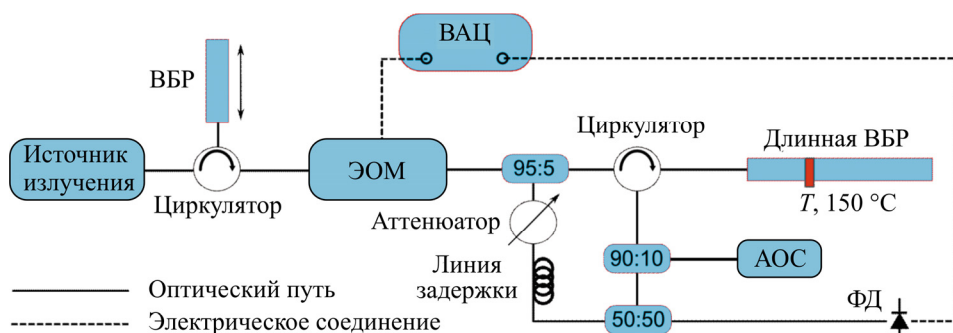 ВАЦ
ВБР
Циркулятор
Длинная ВБР
Источник
излучения
ЭОМ
95:5
Циркулятор
Т, 150 °C
Аттенюатор
90:10
АОС
Линия
задержки
ФД
Оптический путь
50:50
Электрическое соединение